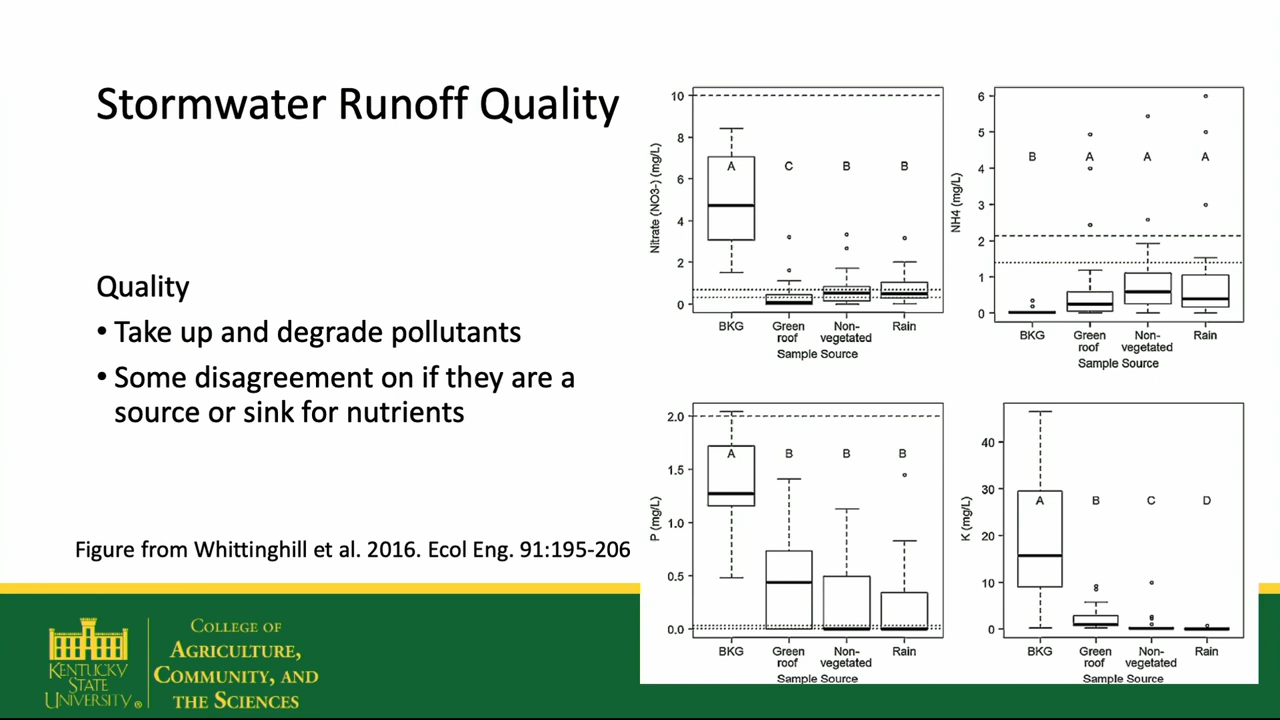 Stormwater Runoff Quality
Quality
• Take up and degrade pollutants
• Some disagreement on if they are a
source or sink for nutrients
Figure from Whittinghill et al. 2016. Ecol Eng. 91:195-206
Nitrate (NO3-) (mg/L)
10
8
6
4
2
0
A
C
B
B
BKG
Green
roof
Non-
vegetated
Rain
Sample Source
NH4 (mg/L)
6
5
4
3
2
1
0
B
A
A
A
BKG
Green
roof
Non-
vegetated
Rain
Sample Source
P (mg/L)
2.0
1.5
1.0
0.5
0.0
A
B
B
B
BKG
Green
roof
Non-
vegetated
Rain
Sample Source
K (mg/L)
40
30
20
10
0
A
B
C
D
BKG
Green
roof
Non-
vegetated
Rain
Sample Source
KENTUCKY
STATE
UNIVERSITY®
COLLEGE OF
AGRICULTURE,
COMMUNITY, AND
THE SCIENCES